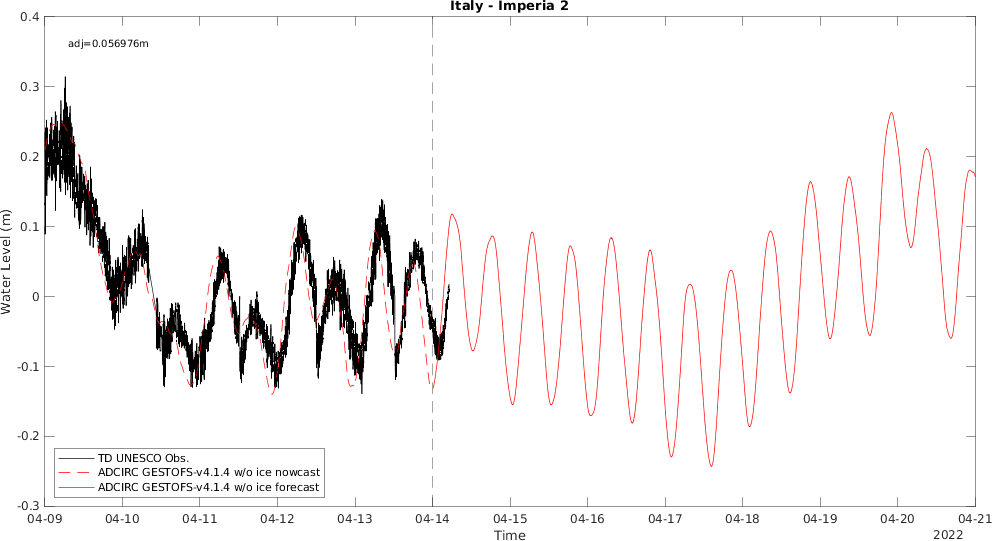 Italy - Imperia 2
adj=0.056976m
0.4
0.3
0.2
0.1
0
-0.1
-0.2
-0.3
Water Level (m)
TD UNESCO Obs.
ADCIRC GESTOFS-v4.1.4 w/o ice nowcast
ADCIRC GESTOFS-v4.1.4 w/o ice forecast
04-09 04-10 04-11 04-12 04-13 04-14 04-15 04-16 04-17 04-18 04-19 04-20 04-21
Time
2022